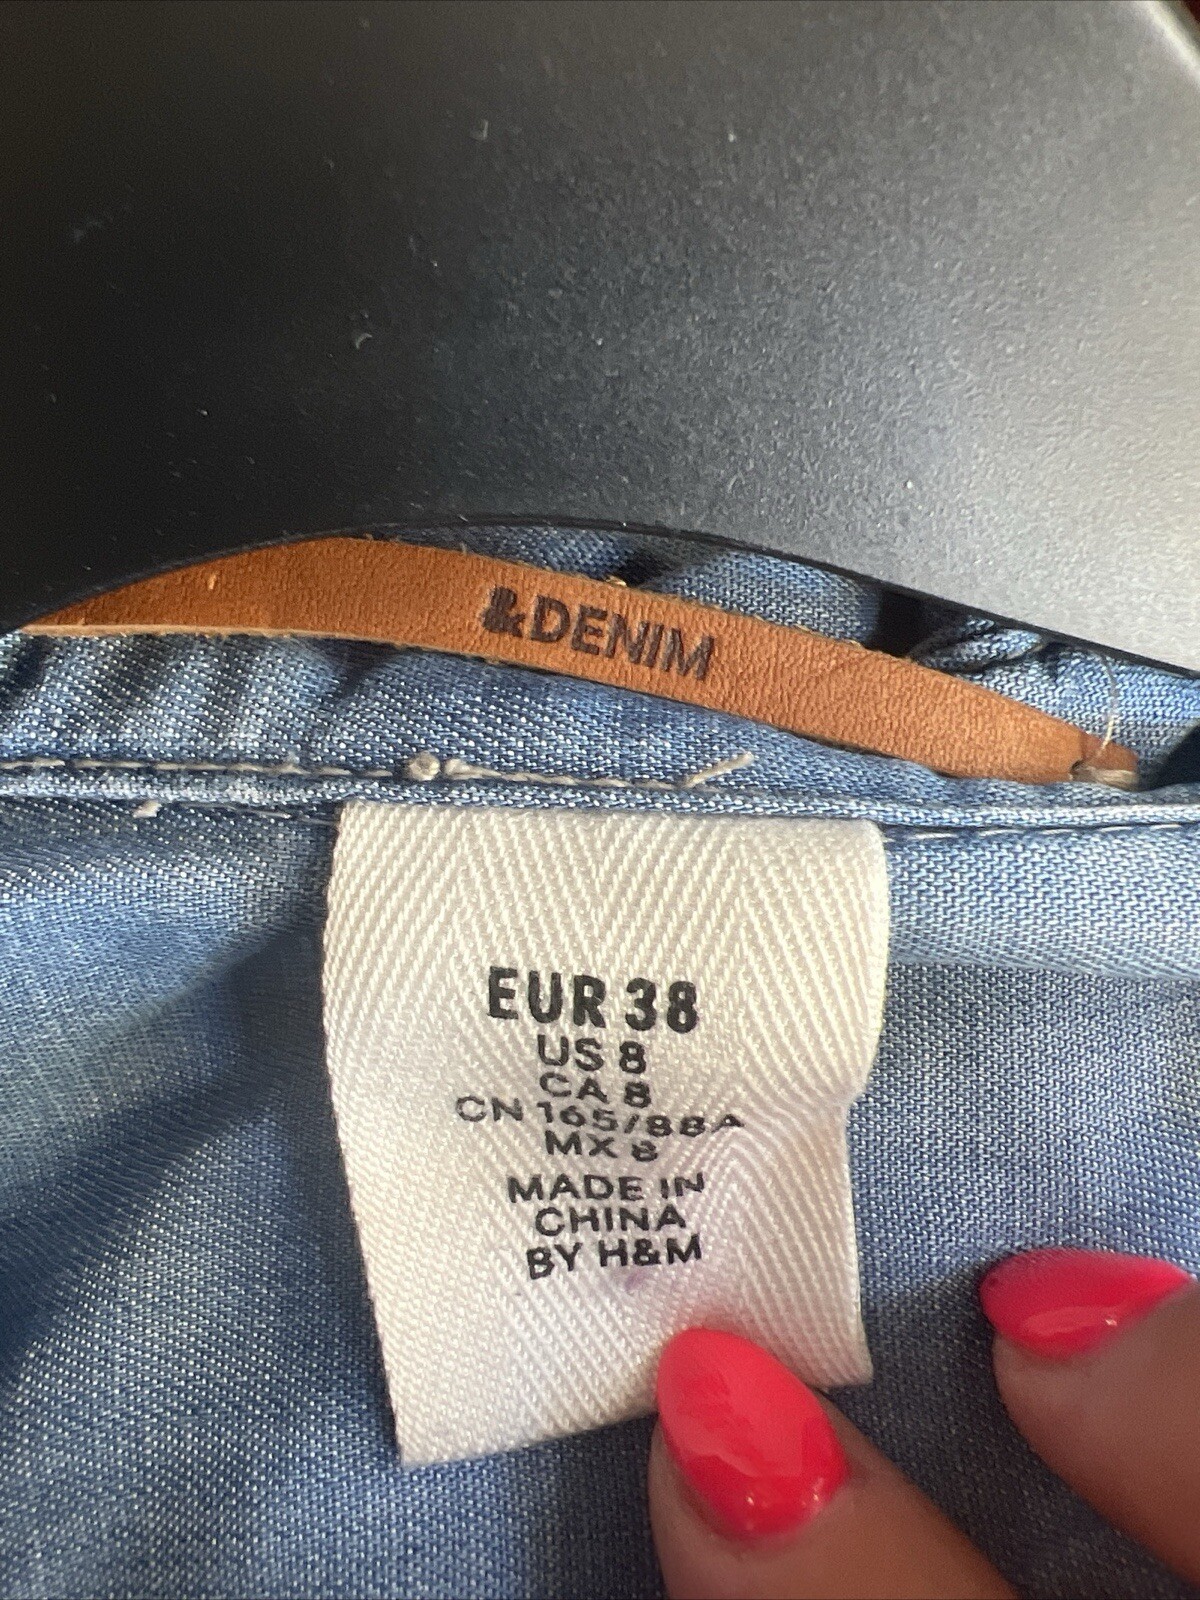 &DENIM
EUR 38
US 8
CA 8
CN 165/88A
MX 8
MADE IN
CHINA
BY H&M